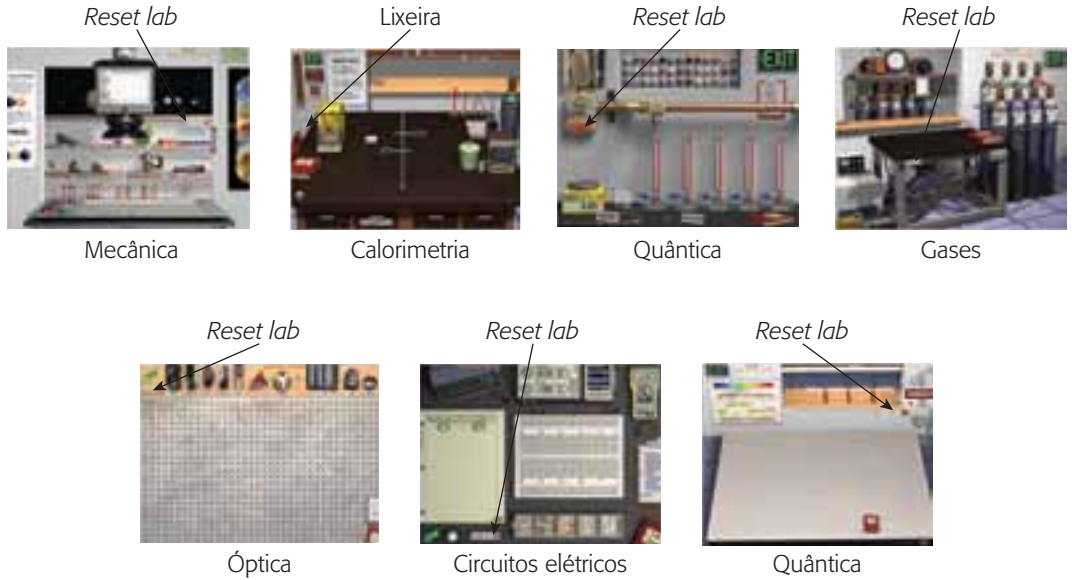 Reset lab Lixeira Reset lab Reset lab
EXIT
Mecânica Calorimetria Quântica Gases
Reset lab Reset lab Reset lab
Óptica Circuitos elétricos Quântica